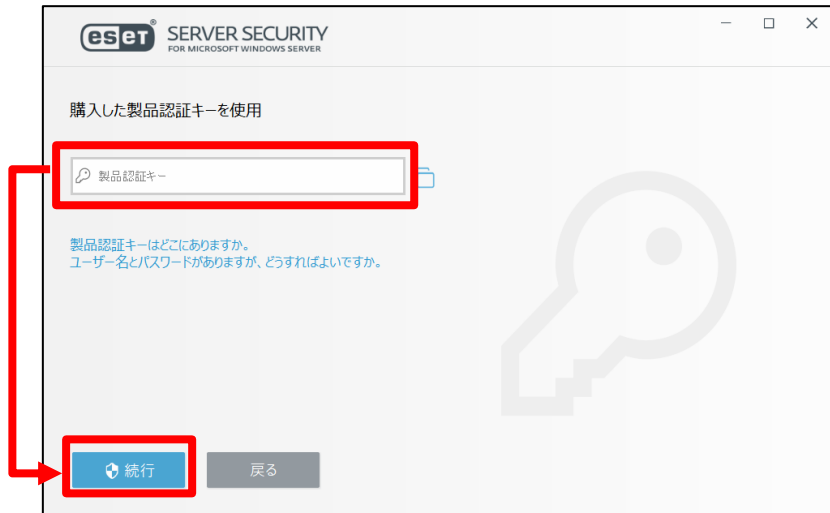 eset® SERVER SECURITY
FOR MICROSOFT WINDOWS SERVER
購入した製品認証キーを使用
製品認証キー
製品認証キーはどこにありますか。
ユーザー名とパスワードがありますが、どうすればよいですか。
続行
戻る